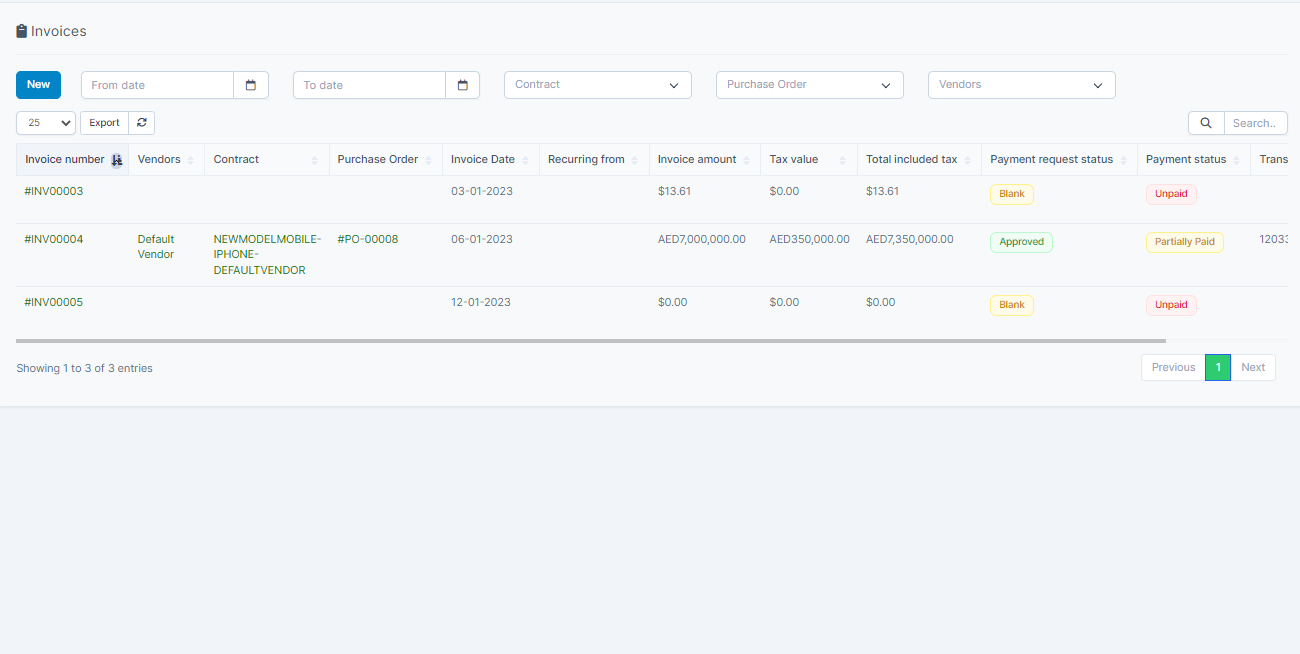 Invoices
New From date To date Contract Purchase Order Vendors
25 Export Search..
Invoice number Vendors Contract Purchase Order Invoice Date Recurring from Invoice amount Tax value Total included tax Payment request status Payment status Trans
#INV00003 03-01-2023 $13.61 $0.00 $13.61 Blank Unpaid
#INV00004 Default NEWMODELMOBILE- #PO-00008 06-01-2023 AED7,000,000.00 AED350,000.00 AED7,350,000.00 Approved Partially Paid 12033
Vendor IPHONE-
DEFAULTVENDOR
#INV00005 12-01-2023 $0.00 $0.00 $0.00 Blank Unpaid
Showing 1 to 3 of 3 entries Previous 1 Next